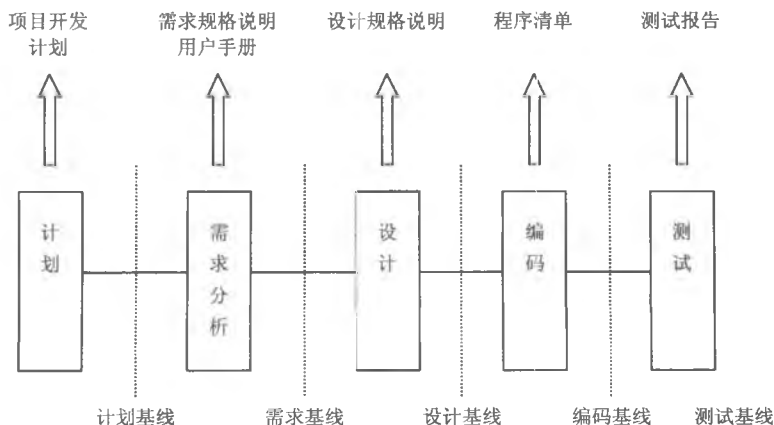 项目开发
计划
需求规格说明
用户手册
设计规格说明
程序清单
测试报告
计划
需求分析
设计
编码
测试
计划基线
需求基线
设计基线
编码基线
测试基线